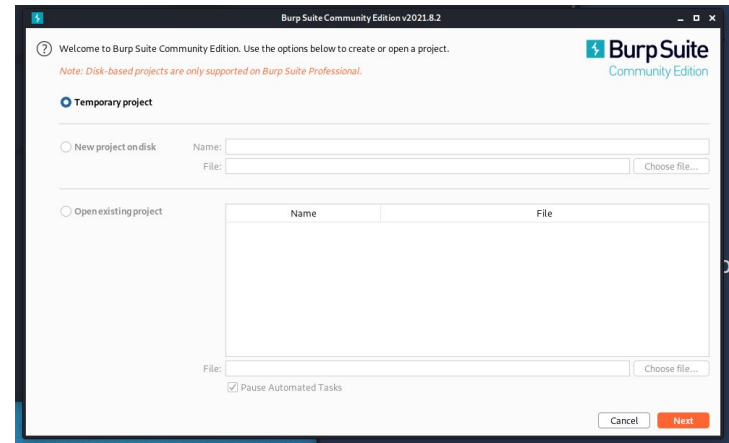 Burp Suite Community Edition v2021.8.2
Welcome to Burp Suite Community Edition. Use the options below to create or open a project.
Note: Disk-based projects are only supported on Burp Suite Professional.
Burp Suite
Community Edition
Temporary project
New project on disk
Name:
File:
Choose file...
Open existing project
Name
File
File:
Choose file...
Pause Automated Tasks
Cancel
Next